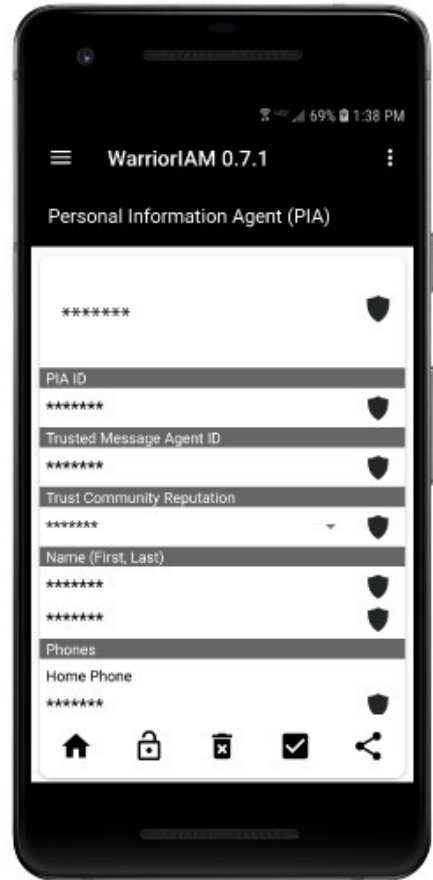 69% 1:38 PM
WarriorIAM 0.7.1
Personal Information Agent (PIA)
*******
PIA ID
*******
Trusted Message Agent ID
*******
Trust Community Reputation
*******
Name (First, Last)
*******
*******
Phones
Home Phone
*******